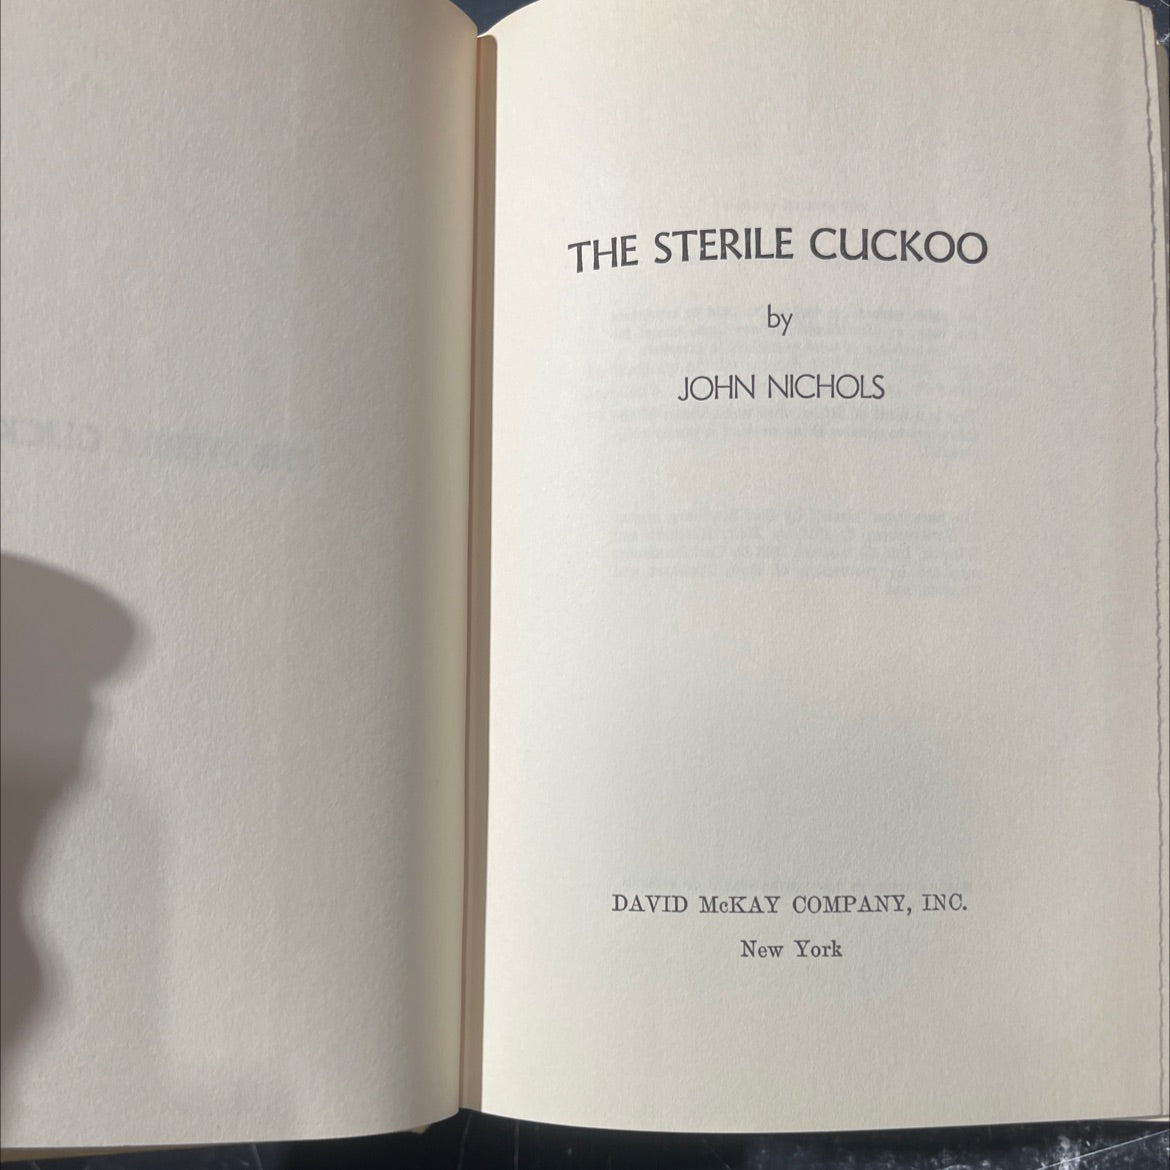 THE STERILE CUCKOO
by
JOHN NICHOLS
DAVID McKAY COMPANY, INC.
New York